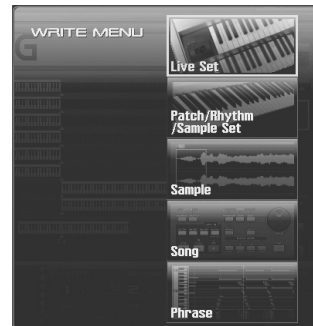 WRITE MENU
Live Set
Patch/Rhythm
/Sample Set
Sample
Song
Phrase